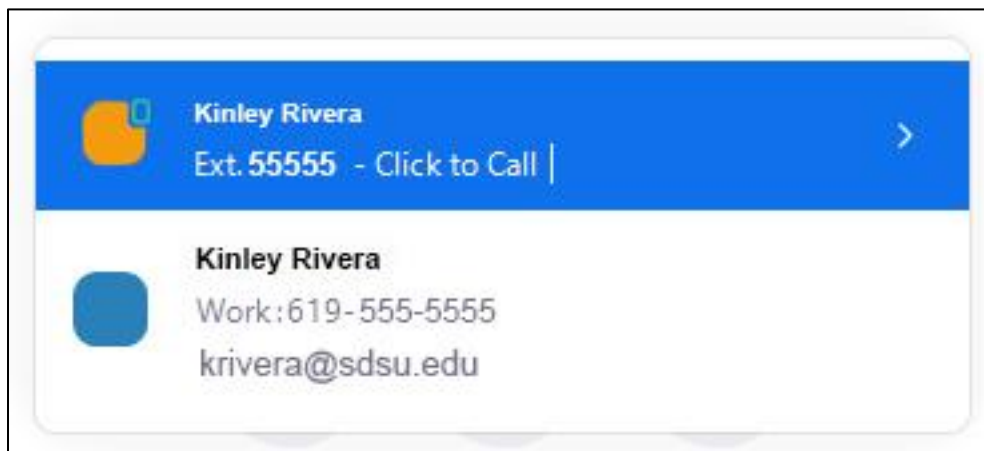 Kinley Rivera
Ext. 55555 - Click to Call
Kinley Rivera
Work:619-555-5555
krivera@sdsu.edu